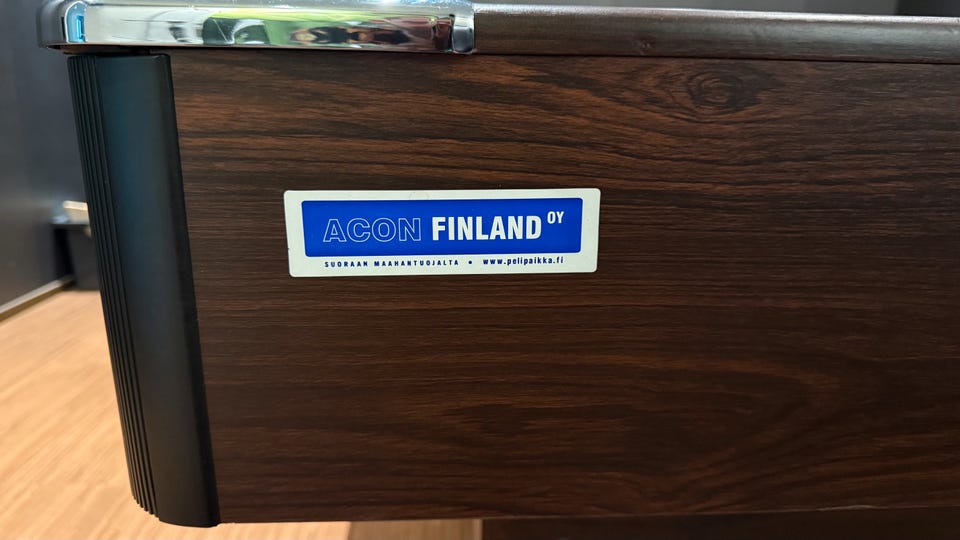 ACON FINLAND OY
SUORAAN MAAHANTUOJALTA • www.pelipaikka.fi